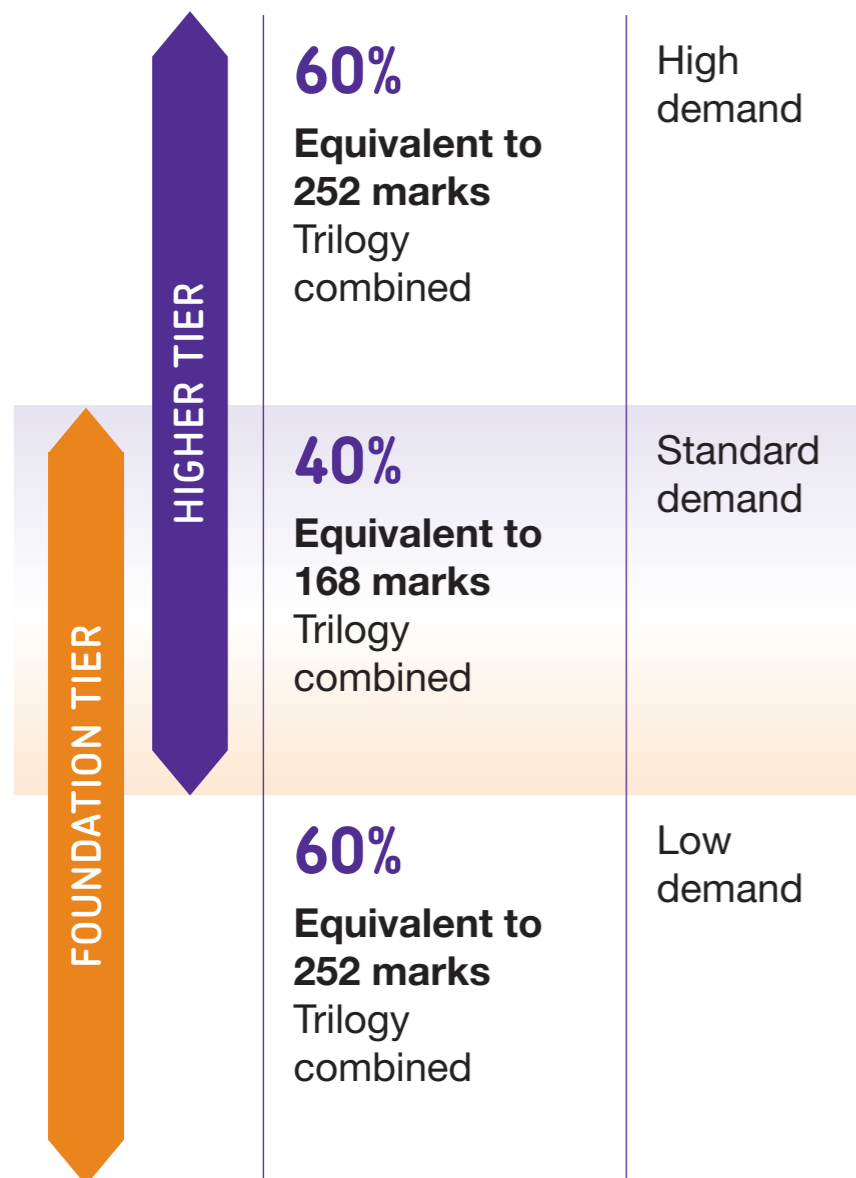 60%
Equivalent to
252 marks
Trilogy
combined
High
demand
HIGHER TIER
40%
Equivalent to
168 marks
Trilogy
combined
Standard
demand
FOUNDATION TIER
60%
Equivalent to
252 marks
Trilogy
combined
Low
demand